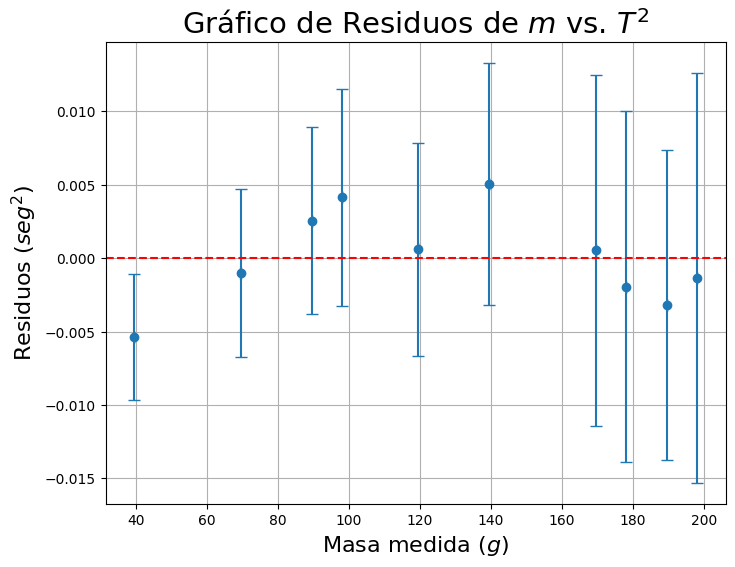 Gráfico de Residuos de m vs. T²
Residuos (seg²)
0.010
0.005
0.000
−0.005
−0.010
−0.015
40 60 80 100 120 140 160 180 200
Masa medida (g)